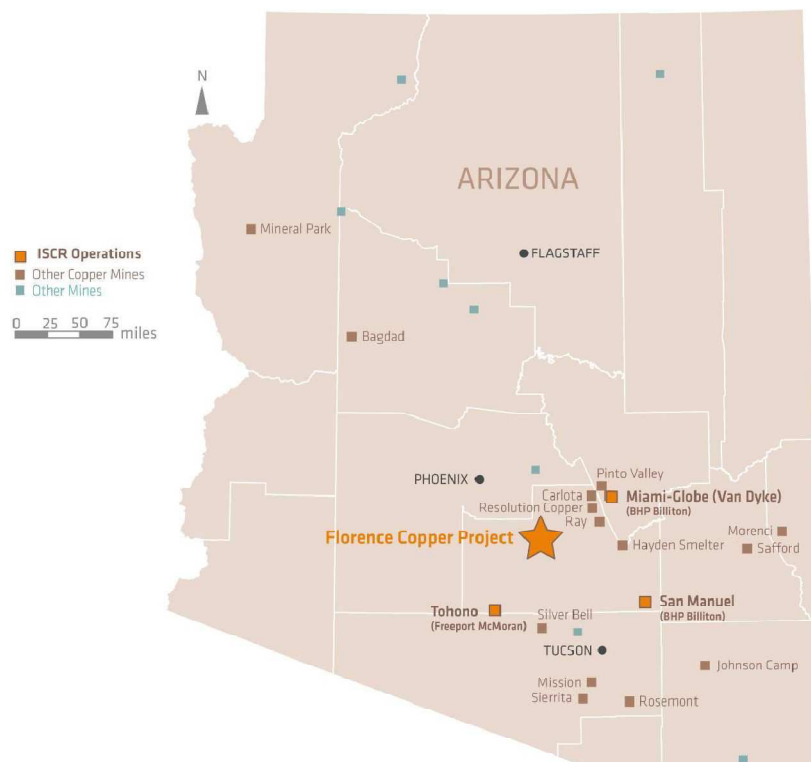 N
ARIZONA
Mineral Park
FLAGSTAFF
ISCR Operations
Other Copper Mines
Other Mines
0 25 50 75 miles
Bagdad
PHOENIX
Pinto Valley
Carlota
Miami-Globe (Van Dyke)
(BHP Billiton)
Resolution Copper
Ray
Florence Copper Project
Hayden Smelter
Morenci
Safford
Tohono
(Freeport McMoran)
Silver Bell
San Manuel
(BHP Billiton)
TUCSON
Johnson Camp
Mission
Sierrita
Rosemont